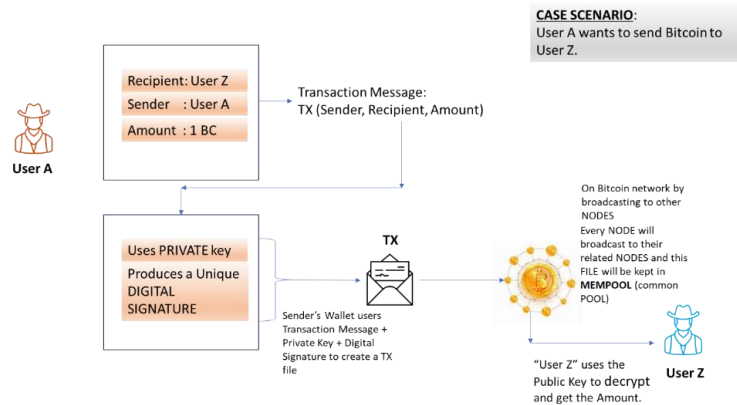 CASE SCENARIO:
User A wants to send Bitcoin to
User Z.
Recipient: User Z
Sender : User A
Amount : 1 BC
Transaction Message:
TX (Sender, Recipient, Amount)
User A
Uses PRIVATE key
Produces a Unique
DIGITAL
SIGNATURE
Sender's Wallet users
Transaction Message +
Private Key + Digital
Signature to create a TX
file
TX
On Bitcoin network by
broadcasting to other
NODES
Every NODE will
broadcast to their
related NODES and this
FILE will be kept in
MEMPOOL (common
POOL)
"User Z" uses the
Public Key to decrypt
and get the Amount.
User Z